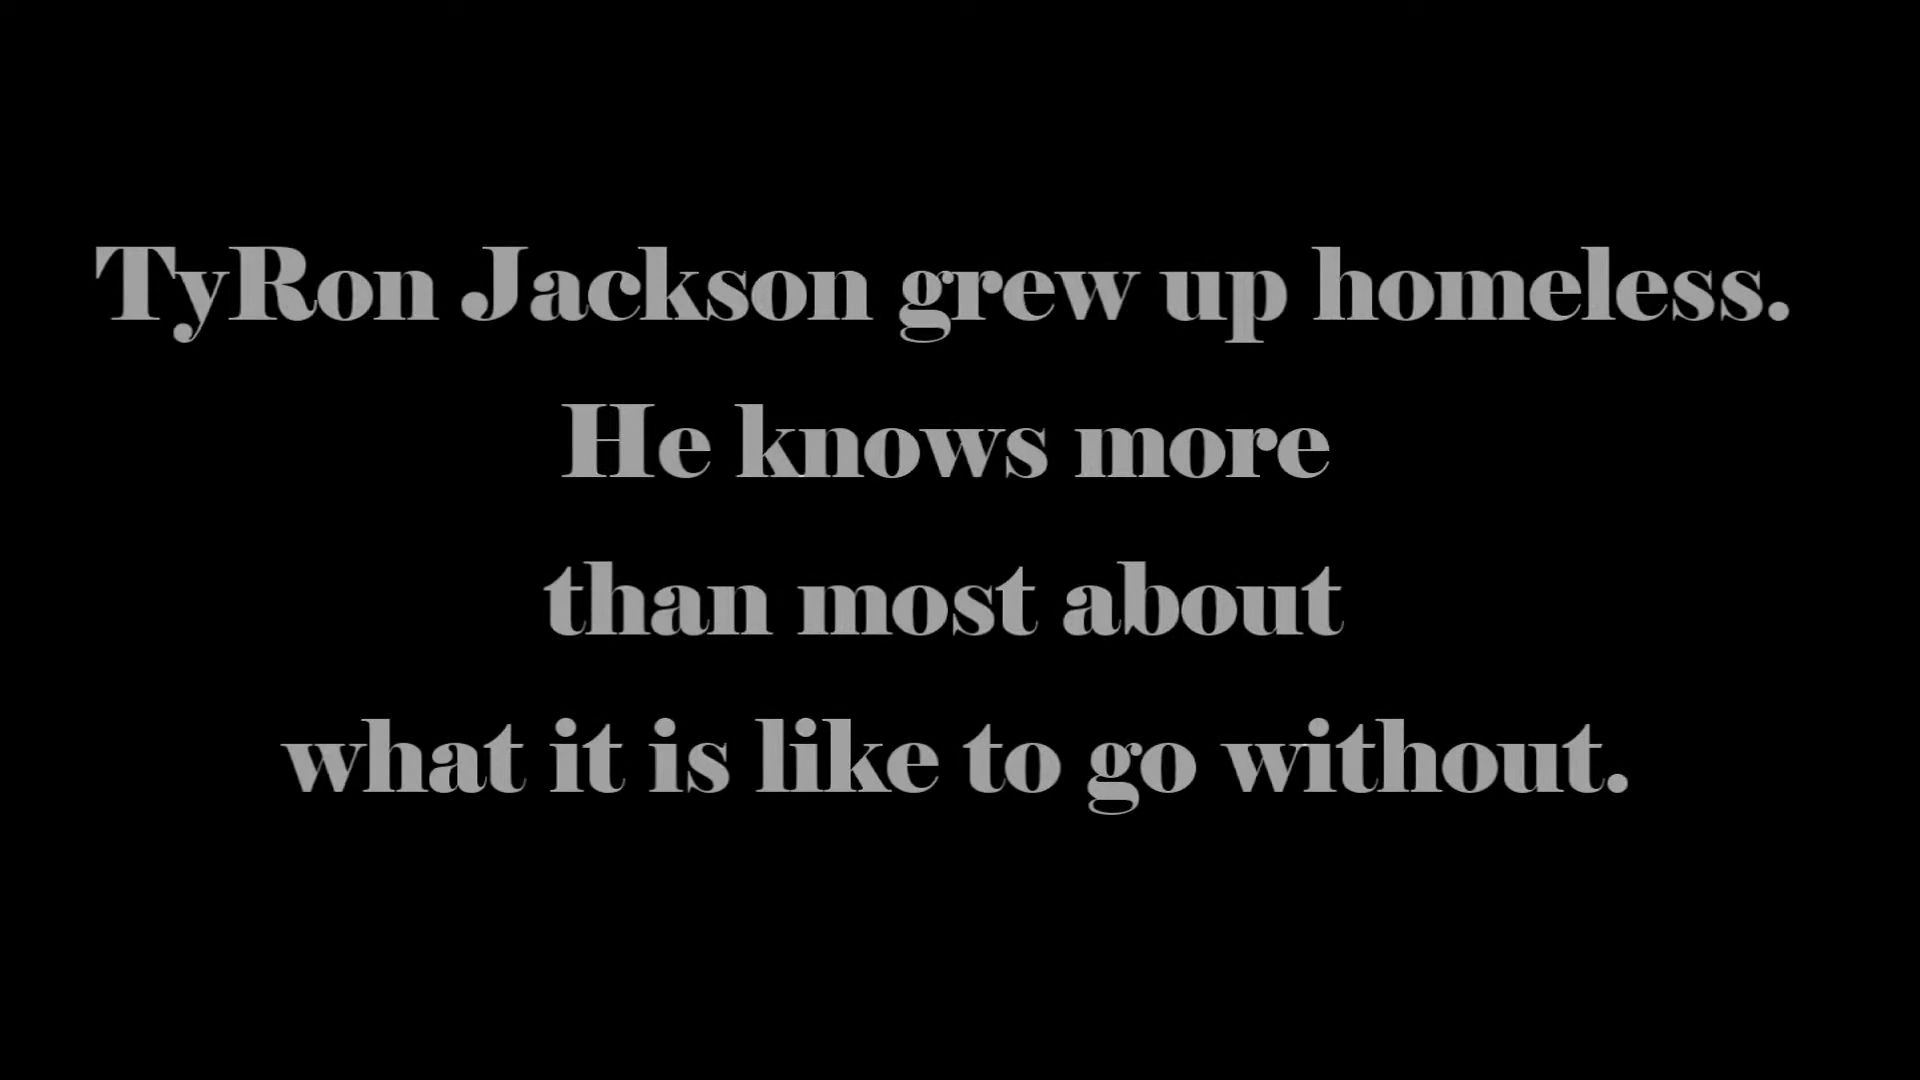 TyRon Jackson grew up homeless.
He knows more
than most about
what it is like to go without.